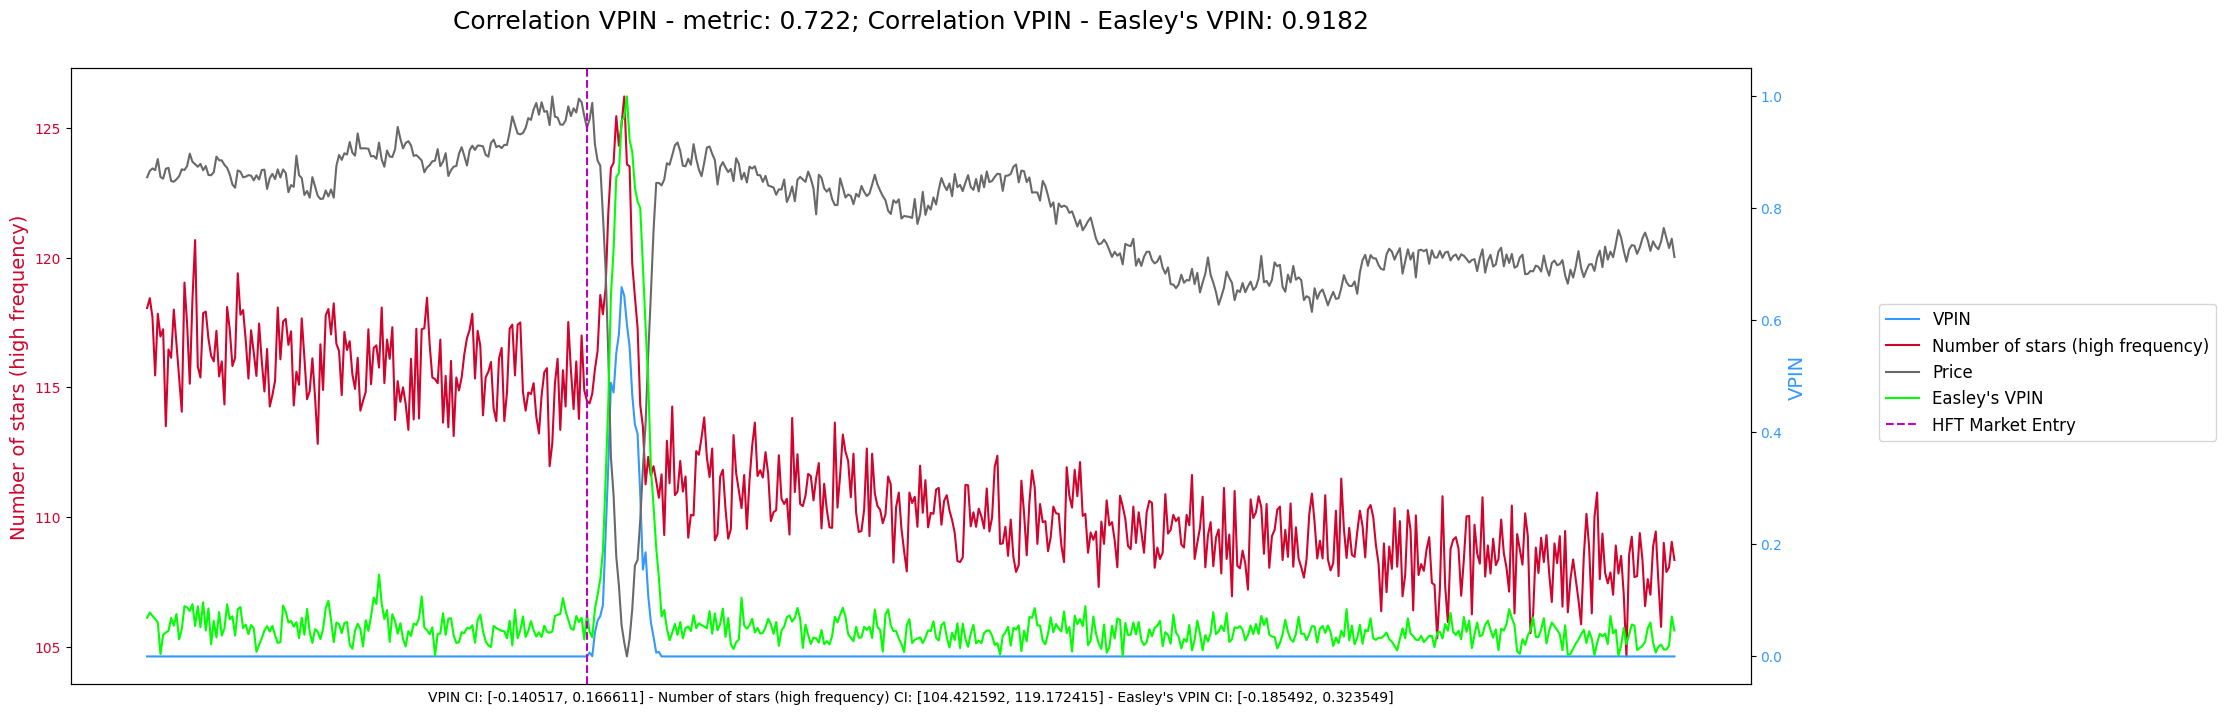 Correlation VPIN - metric: 0.722; Correlation VPIN - Easley's VPIN: 0.9182
Number of stars (high frequency)
125
120
115
110
105
1.0
0.8
0.6
0.4
0.2
0.0
VPIN
VPIN
Number of stars (high frequency)
Price
Easley's VPIN
HFT Market Entry
VPIN CI: [-0.140517, 0.166611] - Number of stars (high frequency) CI: [104.421592, 119.172415] - Easley's VPIN CI: [-0.185492, 0.323549]